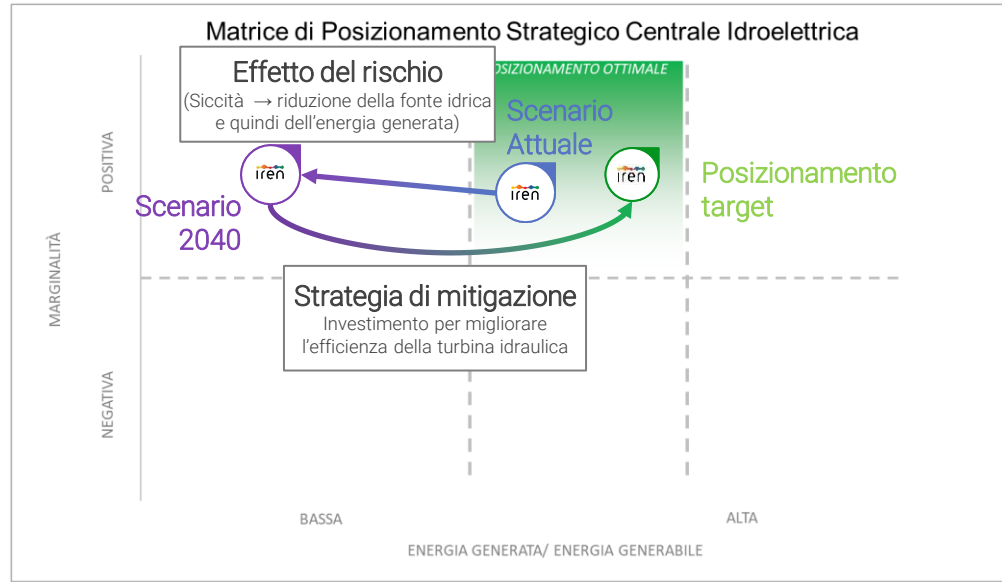 Matrice di Posizionamento Strategico Centrale Idroelettrica
Effetto del rischio
(Siccità → riduzione della fonte idrica
e quindi dell'energia generata)
OSIZIONAMENTO OTTIMALE
Scenario
Attuale
iren
iren
iren
Posizionamento
target
Scenario
2040
Strategia di mitigazione
Investimento per migliorare
l'efficienza della turbina idraulica
MARGINALITÀ
POSITIVA
NEGATIVA
BASSA
ALTA
ENERGIA GENERATA/ ENERGIA GENERABILE